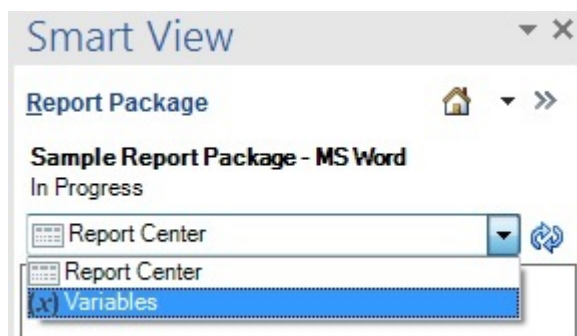 Smart View
Report Package
Sample Report Package - MS Word
In Progress
Report Center
Report Center
(x) Variables